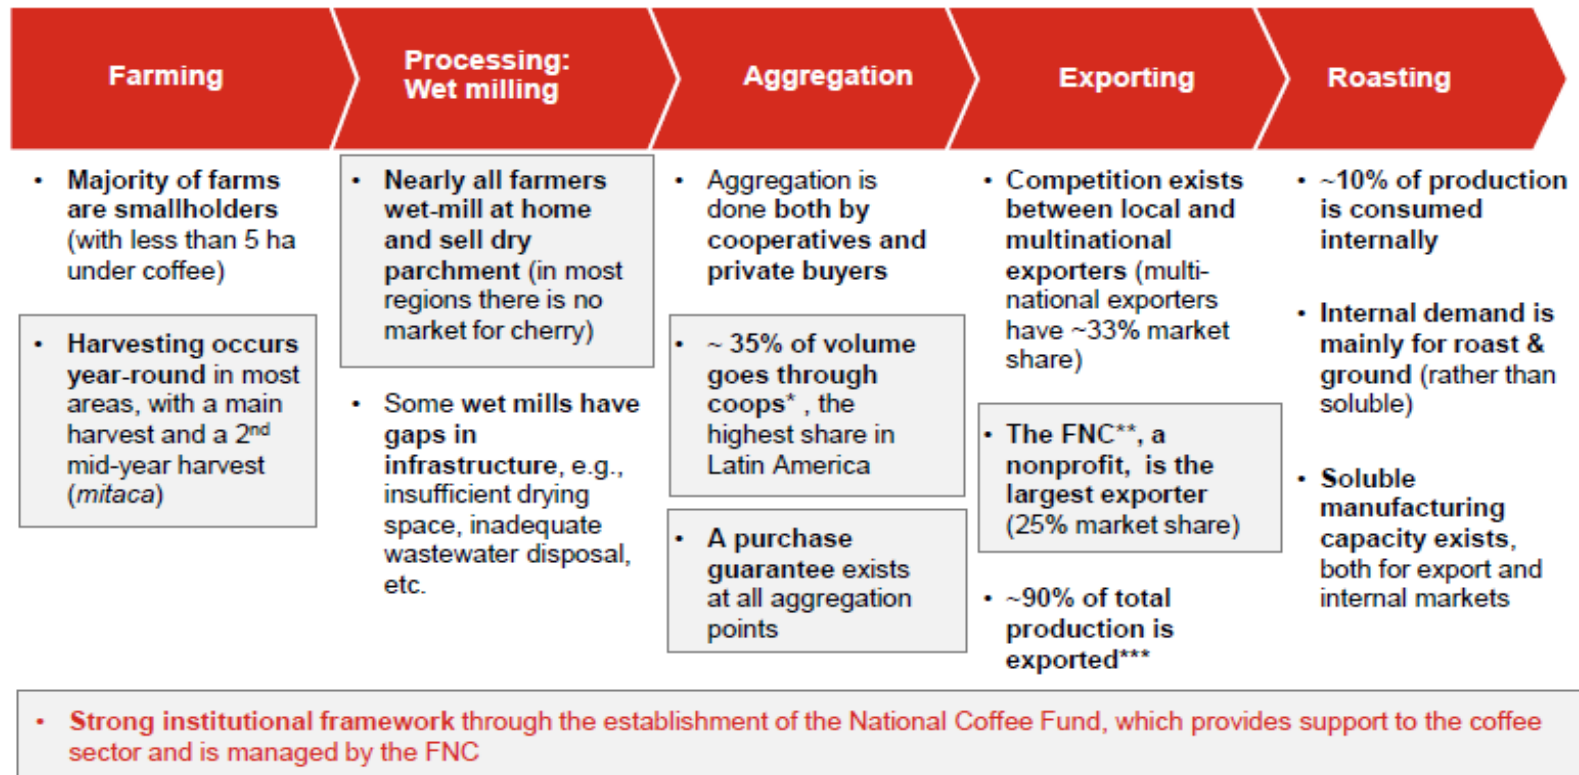 Farming
Processing:
Wet milling
Aggregation
Exporting
Roasting
• Majority of farms
are smallholders
(with less than 5 ha
under coffee)
• Harvesting occurs
year-round in most
areas, with a main
harvest and a 2nd
mid-year harvest
(mitaca)
• Nearly all farmers
wet-mill at home
and sell dry
parchment (in most
regions there is no
market for cherry)
• Some wet mills have
gaps in
infrastructure, e.g.,
insufficient drying
space, inadequate
wastewater disposal,
etc.
• Aggregation is
done both by
cooperatives and
private buyers
• ~ 35% of volume
goes through
coops* , the
highest share in
Latin America
• A purchase
guarantee exists
at all aggregation
points
• Competition exists
between local and
multinational
exporters (multi-
national exporters
have ~33% market
share)
• The FNC**, a
nonprofit, is the
largest exporter
(25% market share)
• ~90% of total
production is
exported***
• ~10% of production
is consumed
internally
• Internal demand is
mainly for roast &
ground (rather than
soluble)
• Soluble
manufacturing
capacity exists,
both for export and
internal markets
• Strong institutional framework through the establishment of the National Coffee Fund, which provides support to the coffee
sector and is managed by the FNC